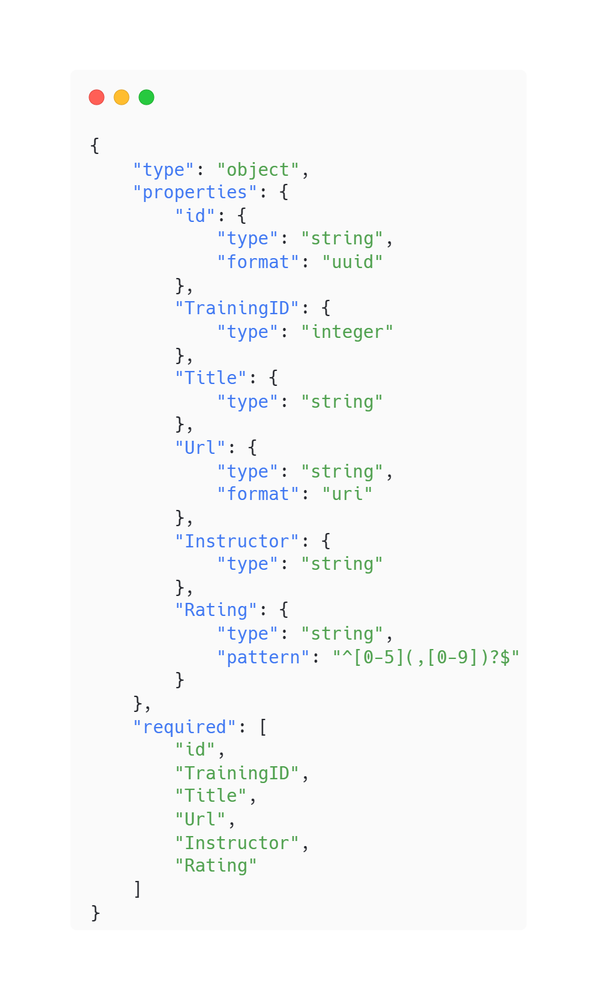 {
    "type": "object",
    "properties": {
        "id": {
            "type": "string",
            "format": "uuid"
        },
        "TrainingID": {
            "type": "integer"
        },
        "Title": {
            "type": "string"
        },
        "Url": {
            "type": "string",
            "format": "uri"
        },
        "Instructor": {
            "type": "string"
        },
        "Rating": {
            "type": "string",
            "pattern": "^[0-5](,[0-9])?$"
        }
    },
    "required": [
        "id",
        "TrainingID",
        "Title",
        "Url",
        "Instructor",
        "Rating"
    ]
}